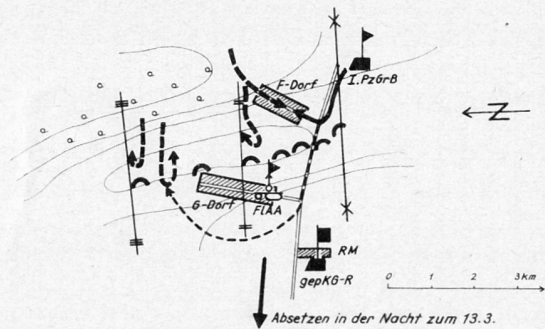 F-Dorf
I.PzGrB
N
G-Dorf
FlAA
RM
gepKG-R
0 1 2 3km
Absetzen in der Nacht zum 13.3.